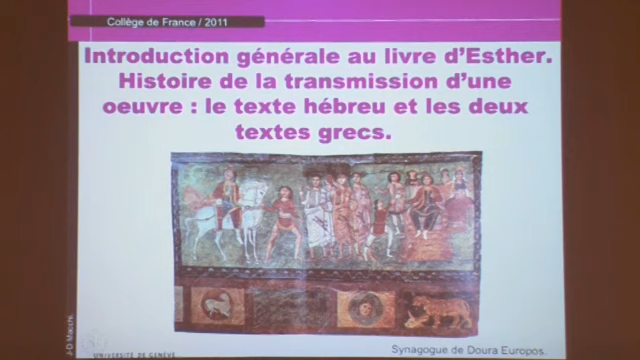 Collège de France / 2011
Introduction générale au livre d'Esther.
Histoire de la transmission d'une
oeuvre : le texte hébreu et les deux
textes grecs.
J-D Macchi
UNIVERSITÉ DE GENÈVE
Synagogue de Doura Europos.